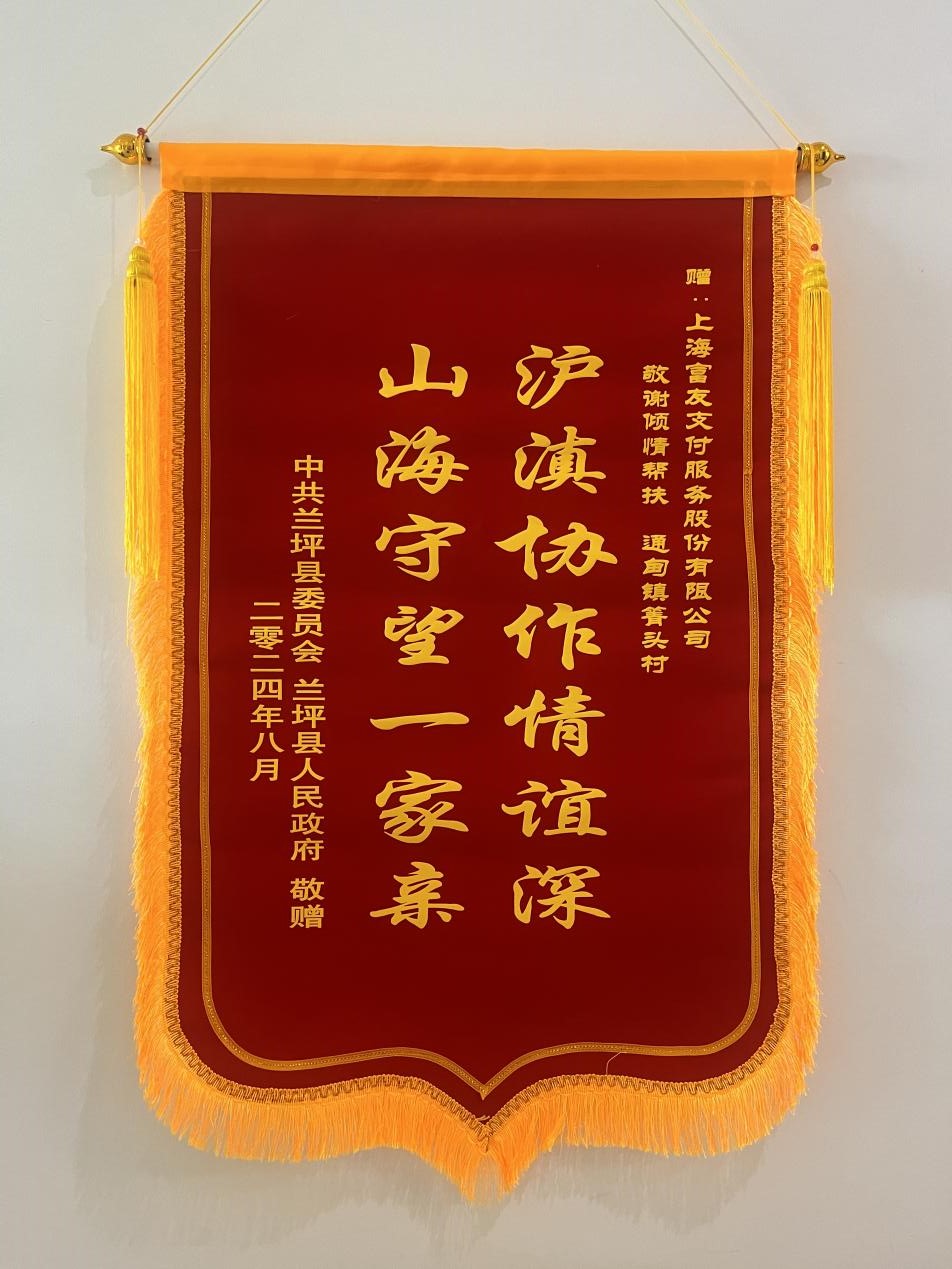 赠:上海富友支付服务股份有限公司
敬谢倾情帮扶 通甸镇箐头村
沪滇协作情谊深
山海守望一家亲
中共兰坪县委员会 兰坪县人民政府 敬赠
二零二四年八月